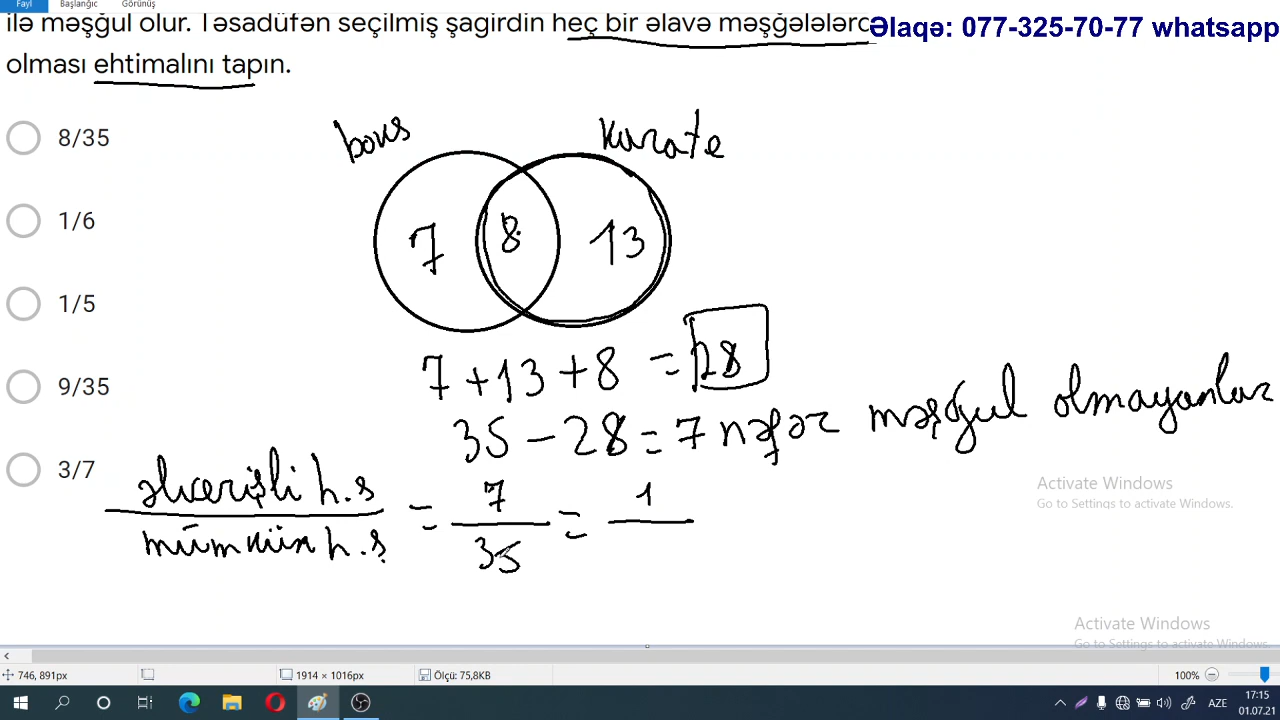 Fayl Başlanğıc Görünüş
ilə məşğul olur. Təsadüfən seçilmiş şagirdin heç bir əlavə məşğələlərc
Əlaqə: 077-325-70-77 whatsapp
olması ehtimalını tapın.
boks karate
8/35
1/6
1/5
9/35
3/7
7 8 13
7+13+8 = 28
35 - 28 = 7 nəfər məşğul olmayanlar
əlverişli h.s
mümkün h.s
= 7/35 = 1
Activate Windows
Go to Settings to activate Windows.
Activate Windows
Go to Settings to activate Windows.
746, 891px
1914 × 1016px
Ölçü: 75,8KB
100%
AZE
17:15
01.07.21